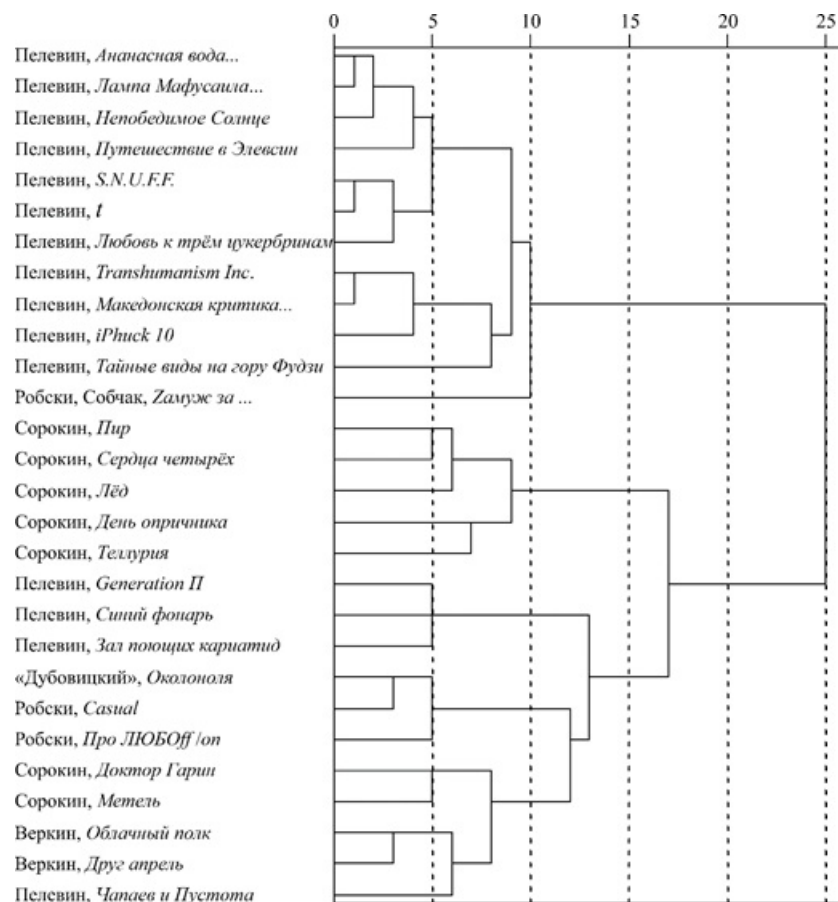 0 5 10 15 20 25
Пелевин, Ананасная вода...
Пелевин, Лампа Мафусаила...
Пелевин, Непобедимое Солнце
Пелевин, Путешествие в Элевсин
Пелевин, S.N.U.F.F.
Пелевин, t
Пелевин, Любовь к трём цукербринам
Пелевин, Transhumanism Inc.
Пелевин, Македонская критика...
Пелевин, iPhuck 10
Пелевин, Тайные виды на гору Фудзи
Робски, Собчак, Zамуж за ...
Сорокин, Пир
Сорокин, Сердца четырёх
Сорокин, Лёд
Сорокин, День опричника
Сорокин, Теллурия
Пелевин, Generation П
Пелевин, Синий фонарь
Пелевин, Зал поющих кариатид
«Дубовицкий», Околоноля
Робски, Casual
Робски, Про ЛЮБOff /on
Сорокин, Доктор Гарин
Сорокин, Метель
Веркин, Облачный полк
Веркин, Друг апрель
Пелевин, Чапаев и Пустота